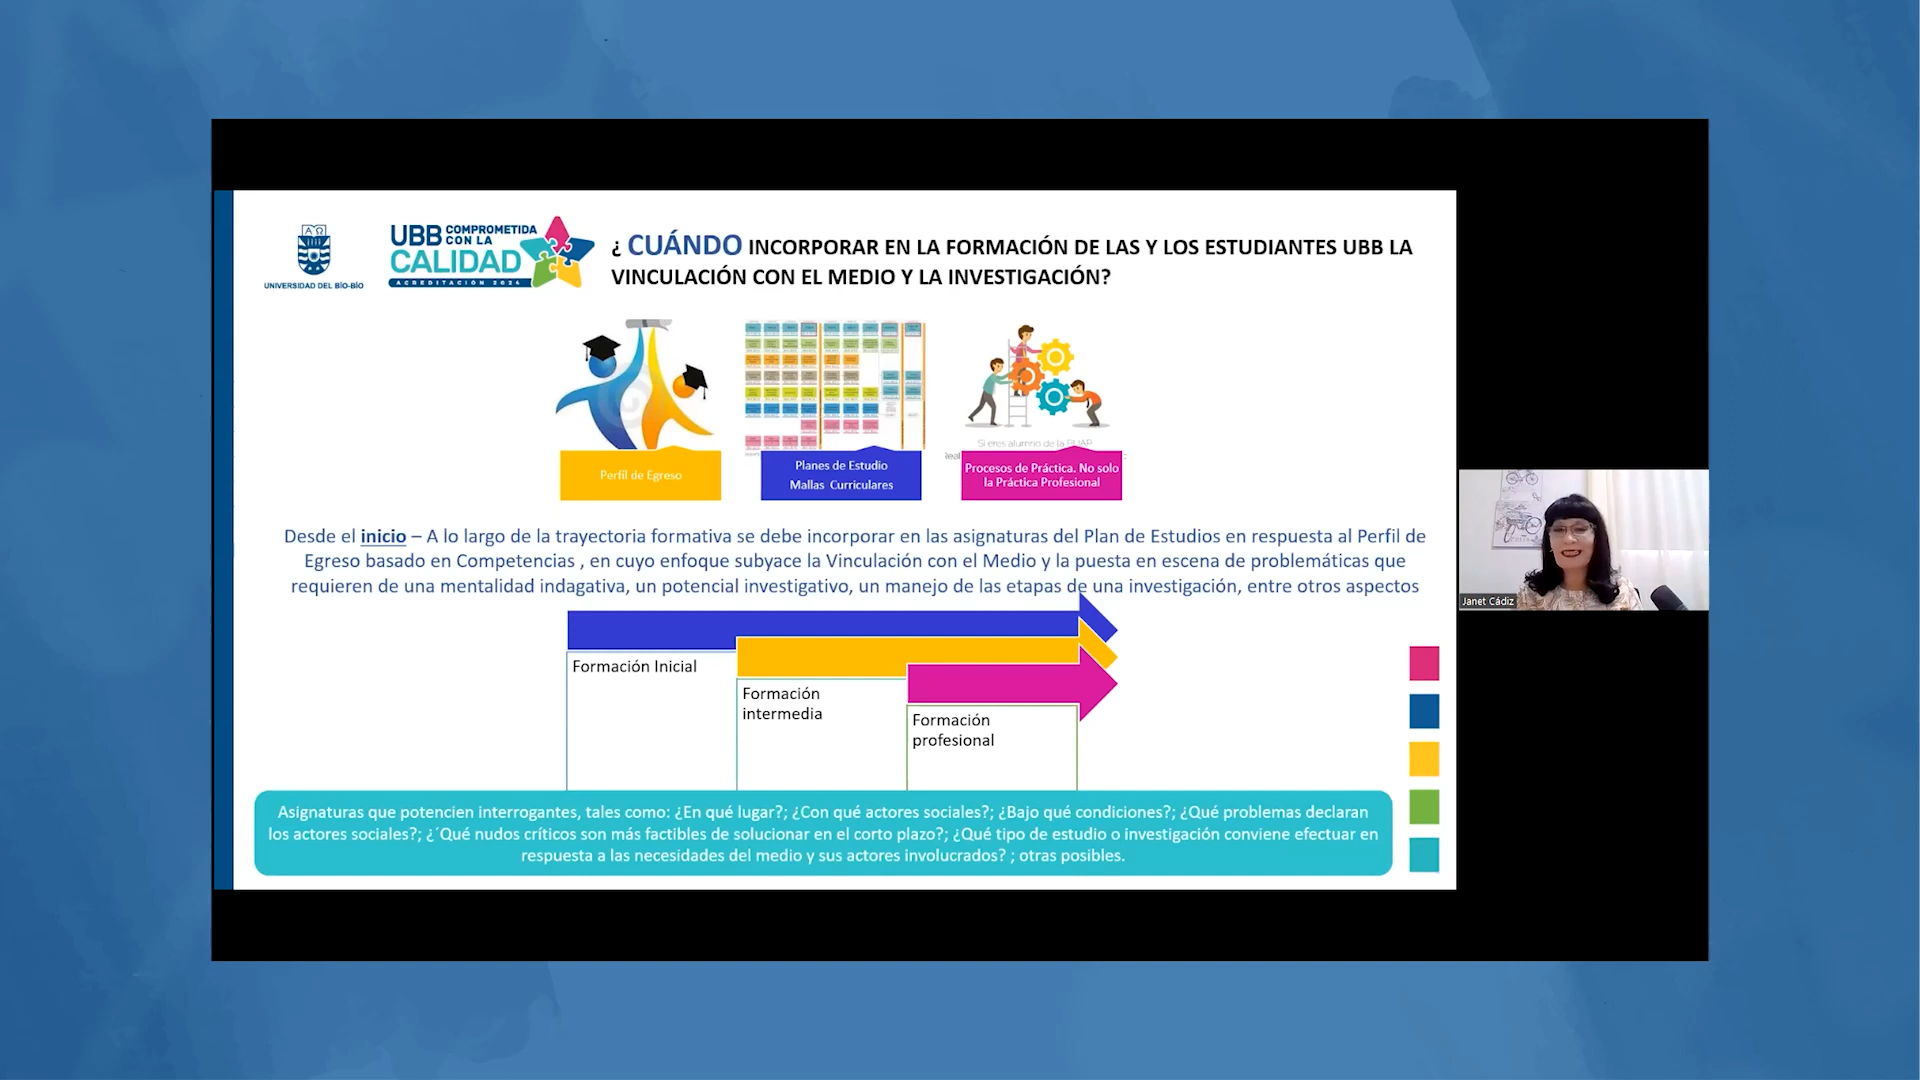 UNIVERSIDAD DEL BÍO-BÍO
UBB COMPROMETIDA
CON LA
CALIDAD
ACREDITACIÓN 2024
¿ CUÁNDO INCORPORAR EN LA FORMACIÓN DE LAS Y LOS ESTUDIANTES UBB LA
VINCULACIÓN CON EL MEDIO Y LA INVESTIGACIÓN?
Si eres alumno de la BUAP
Perfil de Egreso
Planes de Estudio
Mallas Curriculares
Procesos de Práctica. No solo
la Práctica Profesional
Desde el inicio – A lo largo de la trayectoria formativa se debe incorporar en las asignaturas del Plan de Estudios en respuesta al Perfil de
Egreso basado en Competencias , en cuyo enfoque subyace la Vinculación con el Medio y la puesta en escena de problemáticas que
requieren de una mentalidad indagativa, un potencial investigativo, un manejo de las etapas de una investigación, entre otros aspectos
Janet Cádiz
Formación Inicial
Formación
intermedia
Formación
profesional
Asignaturas que potencien interrogantes, tales como: ¿En qué lugar?; ¿Con qué actores sociales?; ¿Bajo qué condiciones?; ¿Qué problemas declaran
los actores sociales?; ¿´Qué nudos críticos son más factibles de solucionar en el corto plazo?; ¿Qué tipo de estudio o investigación conviene efectuar en
respuesta a las necesidades del medio y sus actores involucrados? ; otras posibles.